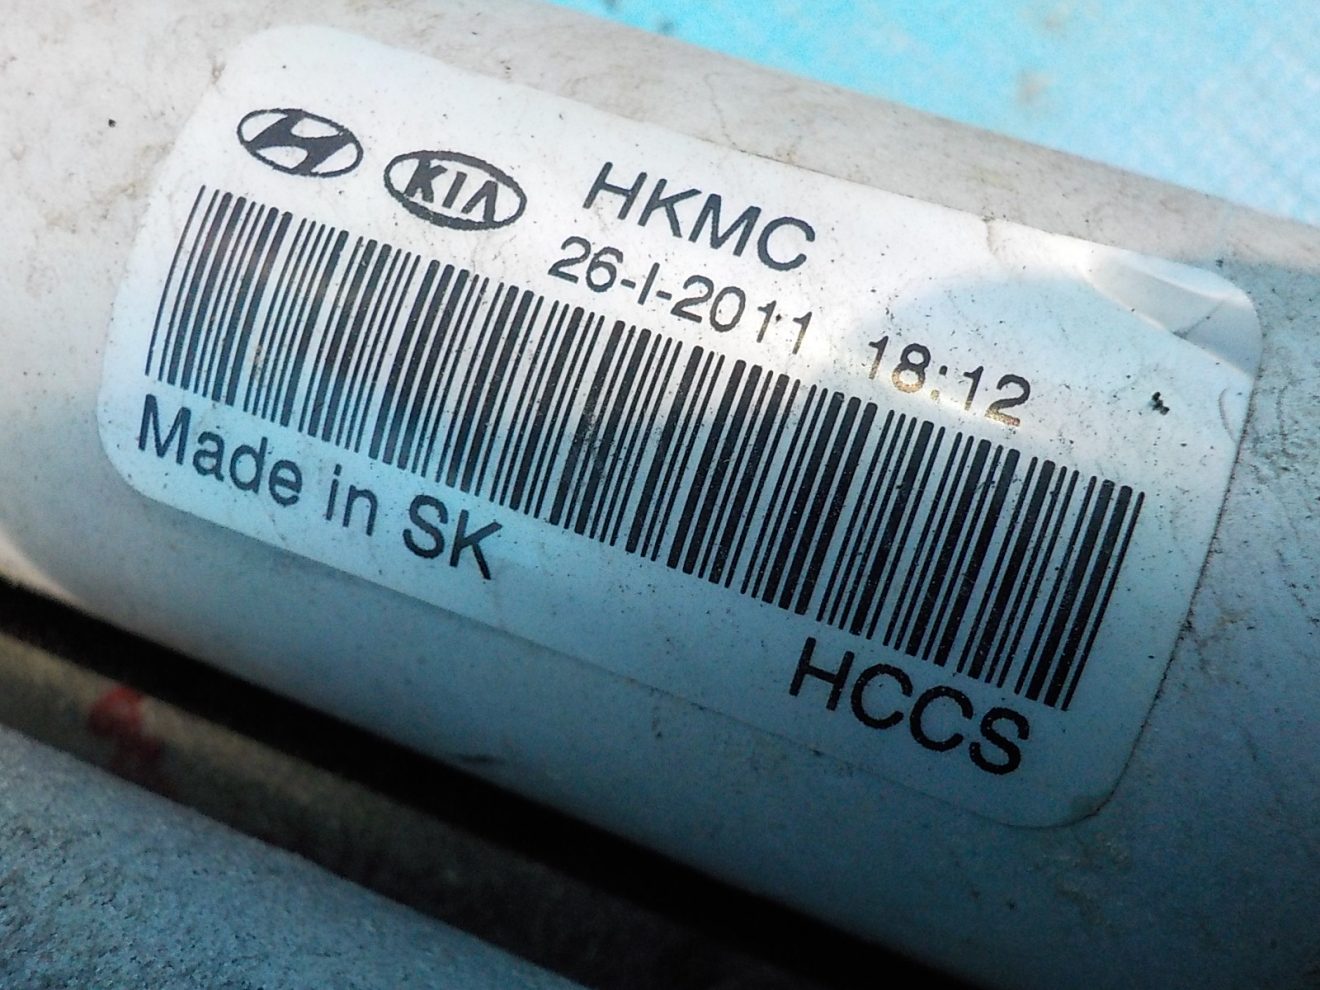 KIA HKMC
26-I-2011 18:12
Made in SK
HCCS